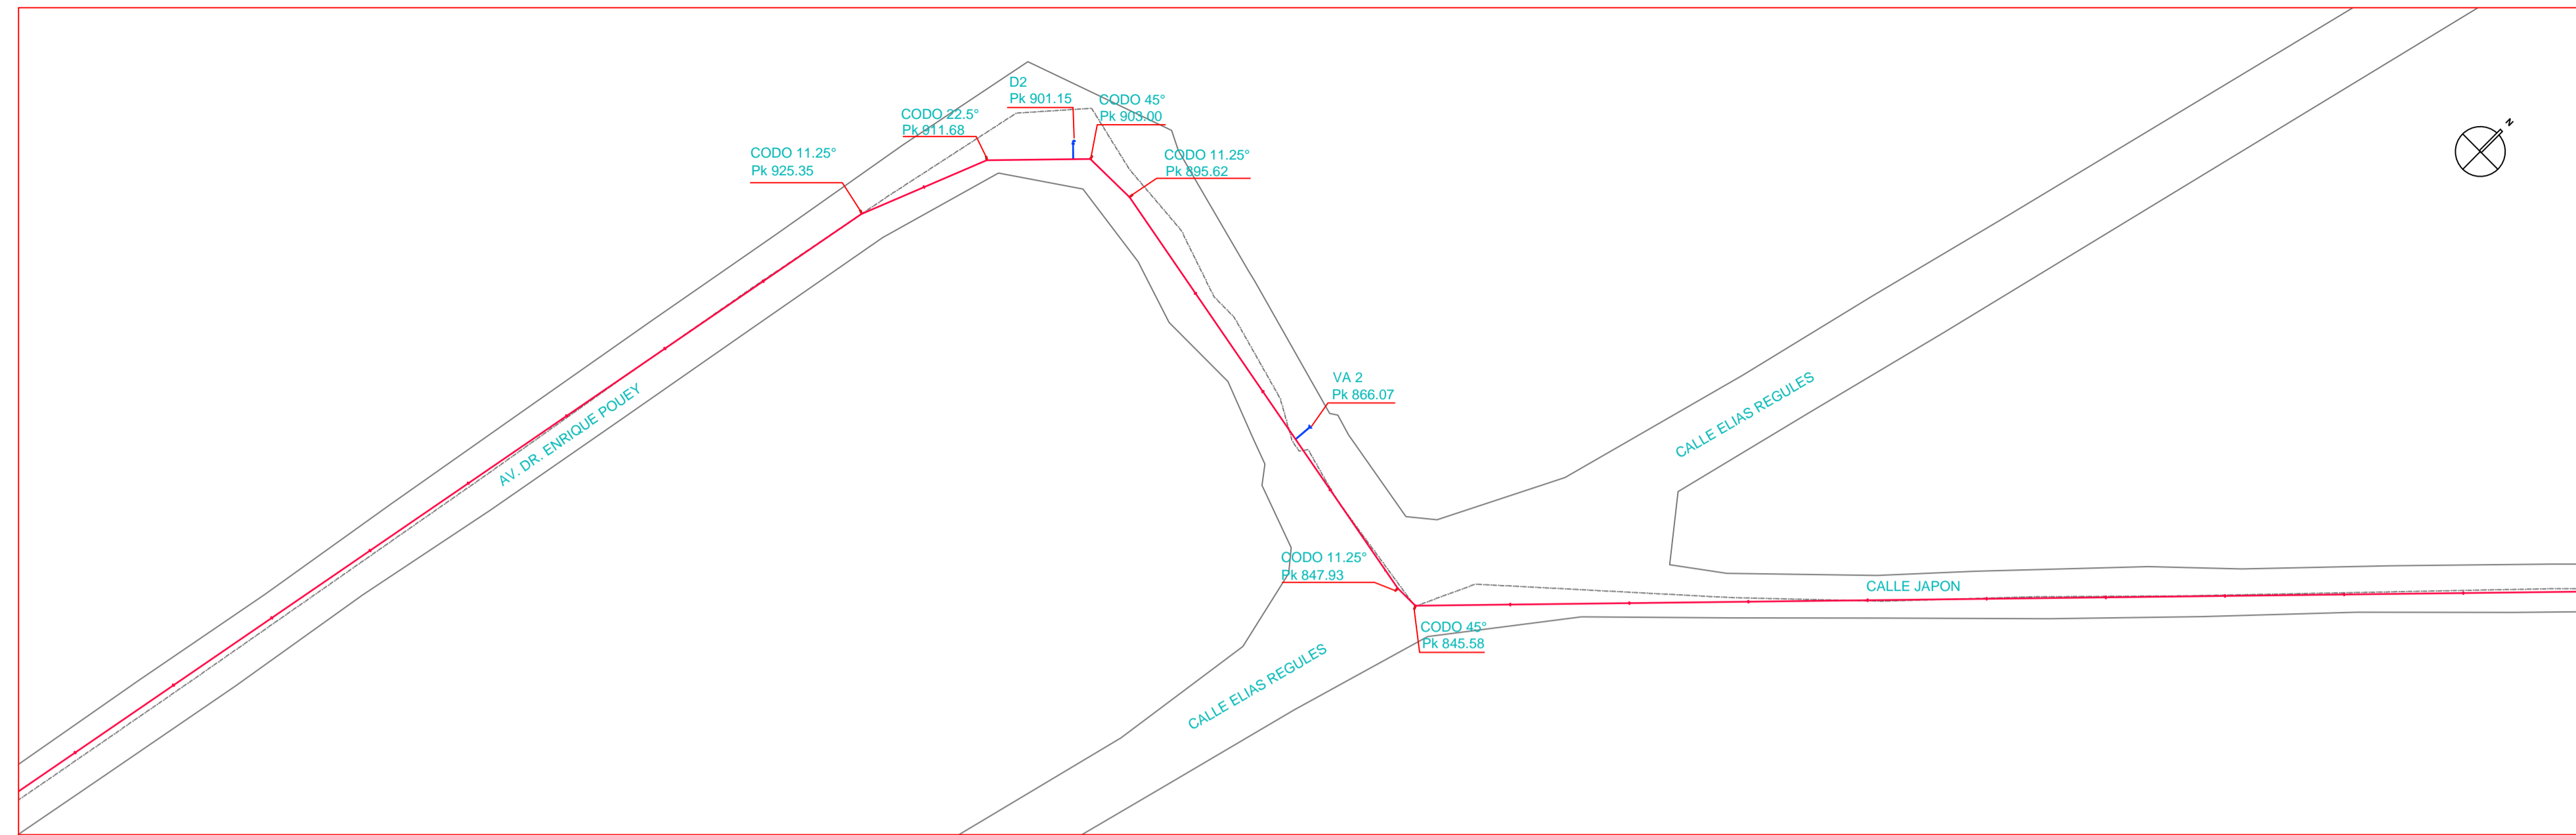 D2
Pk 901.15
CODO 45°
Pk 903.00
CODO 22.5°
Pk 911.68
N
CODO 11.25°
Pk 925.35
CODO 11.25°
Pk 895.62
VA 2
Pk 866.07
AV. DR. ENRIQUE POUEY
CALLE ELIAS REGULES
CODO 11.25°
Pk 847.93
CALLE JAPON
CODO 45°
Pk 845.58
CALLE ELIAS REGULES